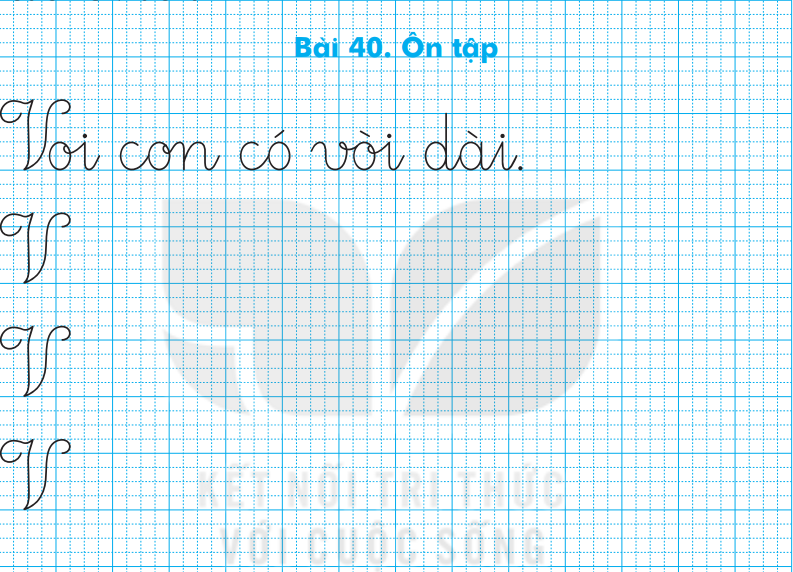 Bài 40. Ôn tập
Voi con có vòi dài.
V
V
V
KẾT NỐI TRI THỨC
VỚI CUỘC SỐNG